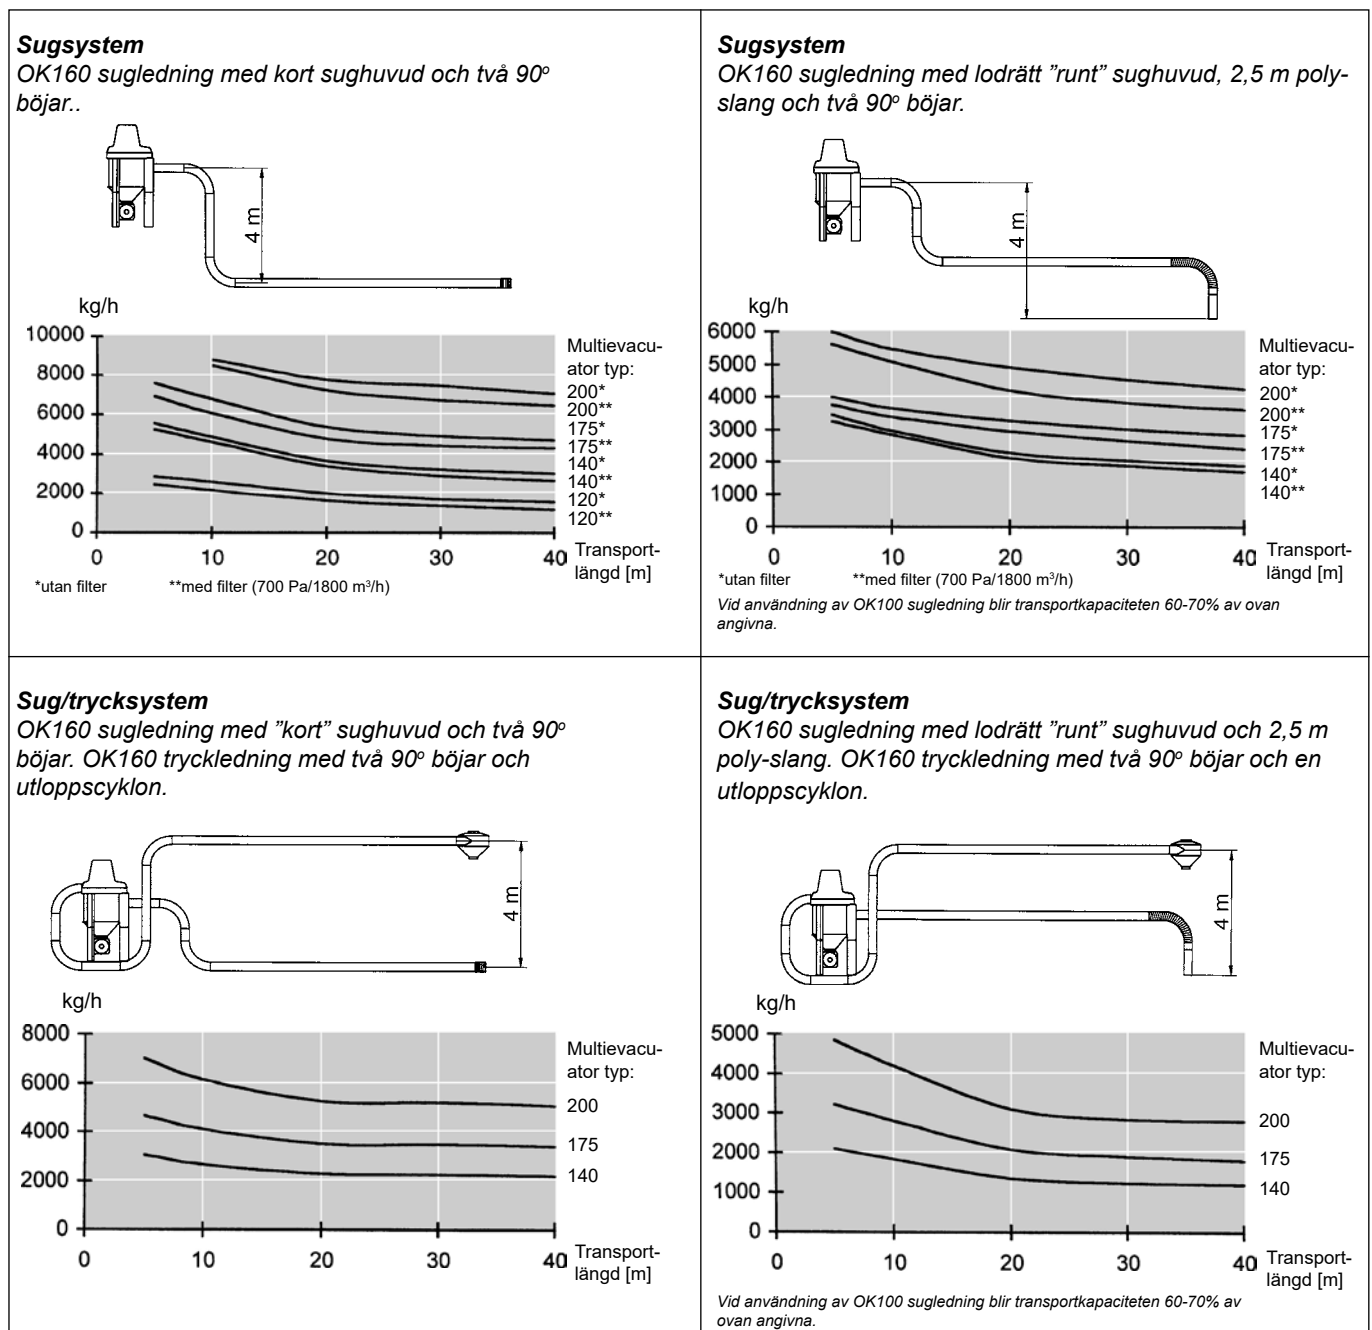 Sugsystem
OK160 sugledning med kort sughuvud och två 90º
böjar..
4 m
kg/h
10000
8000
6000
4000
2000
0
0 10 20 30 40
Multievacu-
ator typ:
200*
200**
175*
175**
140*
140**
120*
120**
Transport-
längd [m]
*utan filter **med filter (700 Pa/1800 m³/h)
Sugsystem
OK160 sugledning med lodrätt ”runt” sughuvud, 2,5 m poly-
slang och två 90º böjar.
4 m
kg/h
6000
5000
4000
3000
2000
1000
0
0 10 20 30 40
Multievacu-
ator typ:
200*
200**
175*
175**
140*
140**
Transport-
längd [m]
*utan filter **med filter (700 Pa/1800 m³/h)
Vid användning av OK100 sugledning blir transportkapaciteten 60-70% av ovan
angivna.
Sug/trycksystem
OK160 sugledning med ”kort” sughuvud och två 90º
böjar. OK160 tryckledning med två 90º böjar och
utloppscyklon.
4 m
kg/h
8000
6000
4000
2000
0
0 10 20 30 40
Multievacu-
ator typ:
200
175
140
Transport-
längd [m]
Sug/trycksystem
OK160 sugledning med lodrätt ”runt” sughuvud och 2,5 m
poly-slang. OK160 tryckledning med två 90º böjar och en
utloppscyklon.
4 m
kg/h
5000
4000
3000
2000
1000
0
0 10 20 30 40
Multievacu-
ator typ:
200
175
140
Transport-
längd [m]
Vid användning av OK100 sugledning blir transportkapaciteten 60-70% av
ovan angivna.